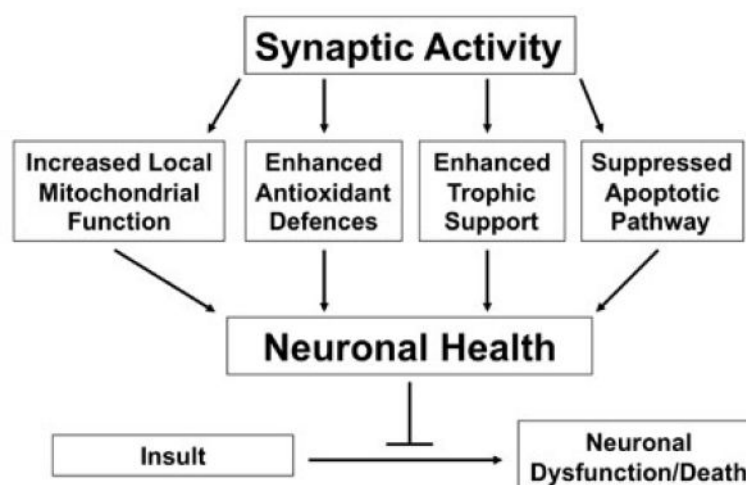 Synaptic Activity
Increased Local
Mitochondrial
Function
Enhanced
Antioxidant
Defences
Enhanced
Trophic
Support
Suppressed
Apoptotic
Pathway
Neuronal Health
Insult
Neuronal
Dysfunction/Death